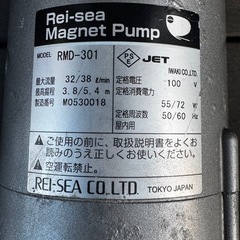 Rei-sea
Magnet Pump
MODEL RMD-301
PSE JET
IWAKI CO.,LTD.
最大流量 32/38 ℓ/min
最高揚程 3.8/5.4 m
製造番号 M0530018
定格電圧 100 V
定格消費電力
55/72 W
定格周波数 50/60 Hz
屋内用
ご使用の前に、取扱説明書をよく
お読みの上、正しくお使い下さい。
空運転禁止。
REI-SEA CO.LTD. TOKYO JAPAN